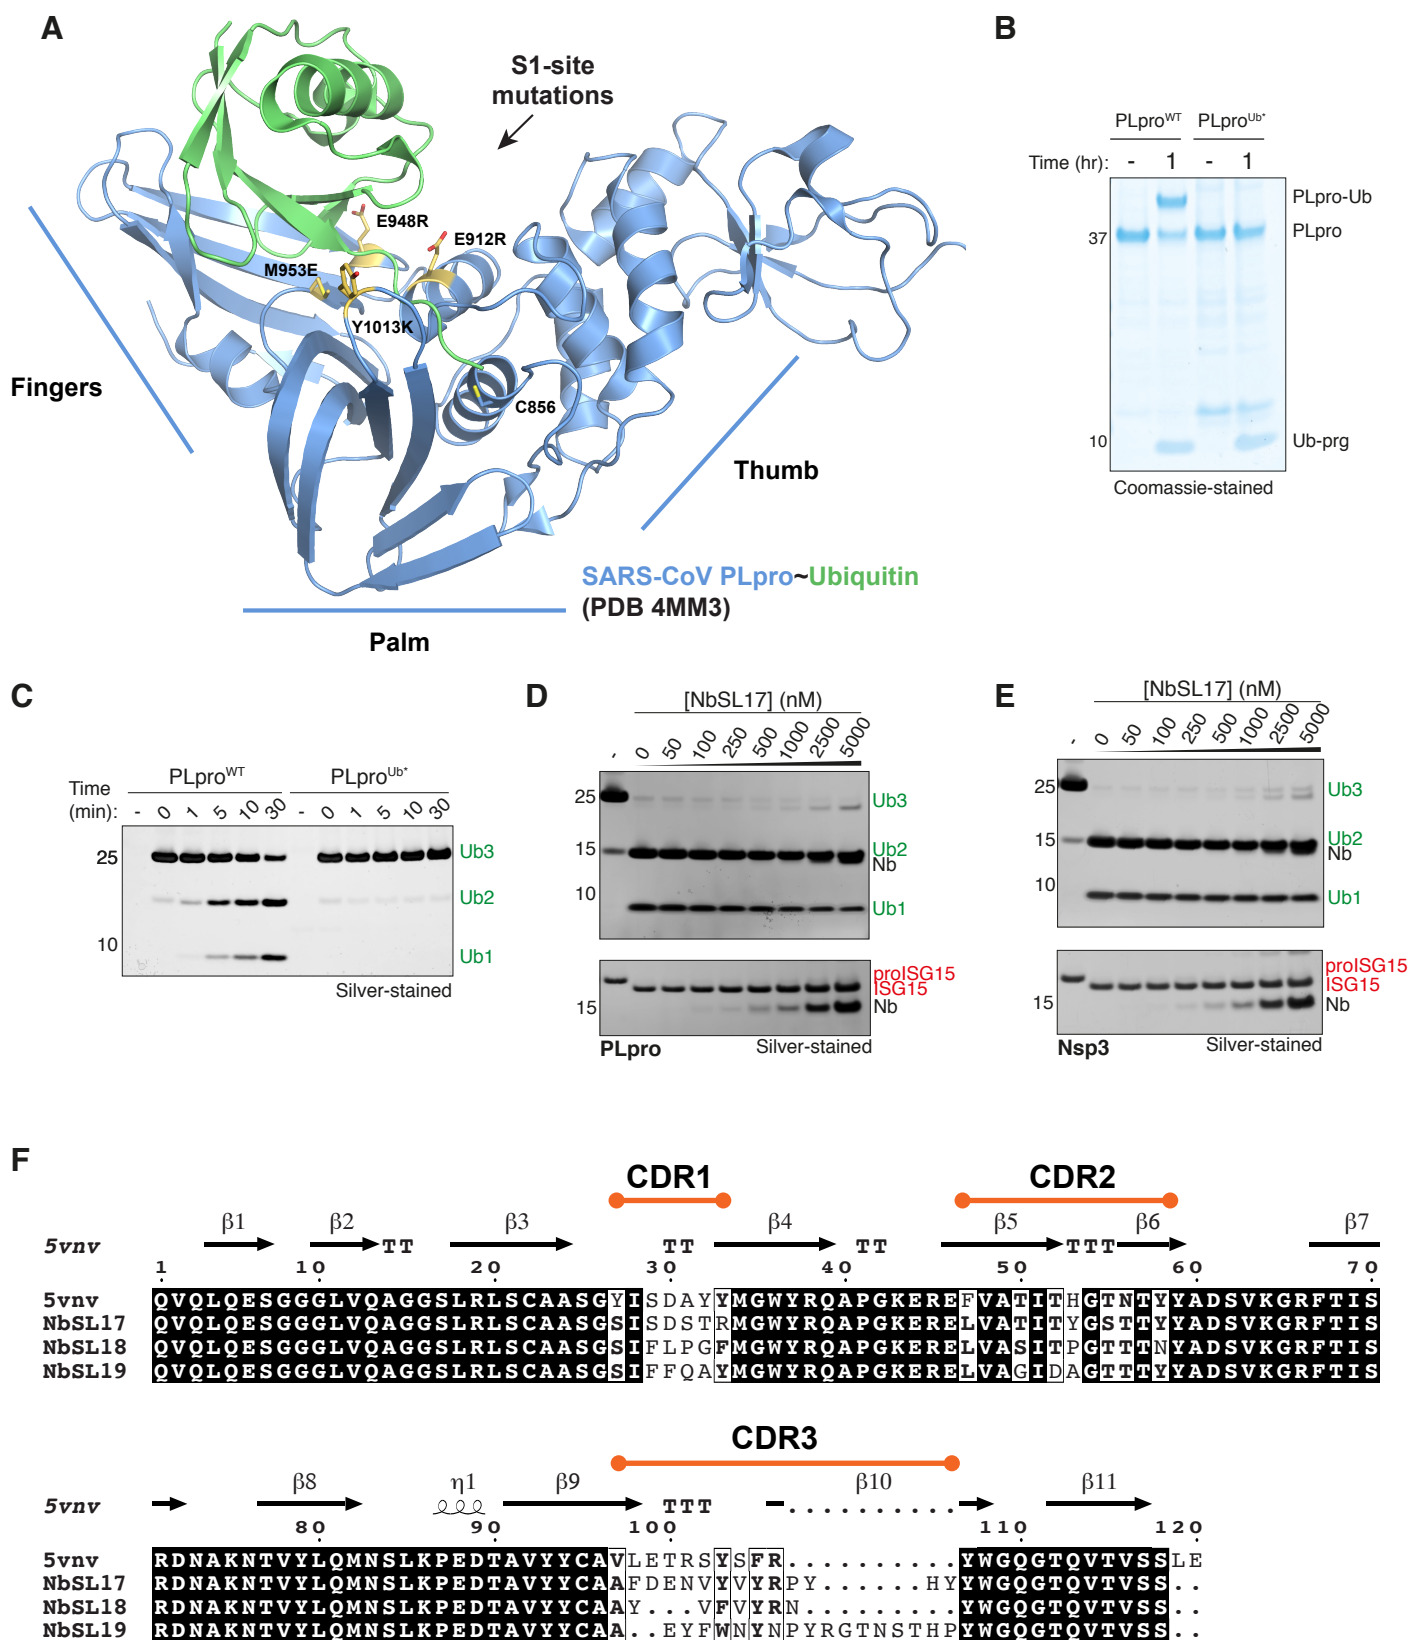 A
S1-site
mutations
E948R
E912R
M953E
Y1013K
C856
Fingers
Thumb
Palm
SARS-CoV PLpro~Ubiquitin
(PDB 4MM3)
B
PLproWT PLproUb*
Time (hr): - 1 - 1
PLpro-Ub
37 PLpro
10 Ub-prg
Coomassie-stained
C
PLproWT PLproUb*
Time
(min): - 0 1 5 10 30 - 0 1 5 10 30
25 Ub3
Ub2
10 Ub1
Silver-stained
D
[NbSL17] (nM)
- 0 50 100 250 500 1000 2500 5000
25 Ub3
15 Ub2
Nb
10 Ub1
proISG15
ISG15
15 Nb
PLpro Silver-stained
E
[NbSL17] (nM)
- 0 50 100 250 500 1000 2500 5000
25 Ub3
15 Ub2
Nb
10 Ub1
proISG15
ISG15
15 Nb
Nsp3 Silver-stained
F
CDR1 CDR2
β1 β2 β3 β4 β5 β6 β7
5vnv TT TT TT TTT
1 10 20 30 40 50 60 70
5vnv QVQLQESGGGLVQAGGSLRLSCAASGYISDAYYMGWYRQAPGKEREFVATITHGTNTYYADSVKGRFTIS
NbSL17 QVQLQESGGGLVQAGGSLRLSCAASGSISDSTRMGWYRQAPGKERELVATITYGSTTYYADSVKGRFTIS
NbSL18 QVQLQESGGGLVQAGGSLRLSCAASGSIFLPGFMGWYRQAPGKERELVASITPGTTTNYADSVKGRFTIS
NbSL19 QVQLQESGGGLVQAGGSLRLSCAASGSIFFQAYMGWYRQAPGKERELVAGIDAGTTTYYADSVKGRFTIS
CDR3
β8 η1 β9 β10 β11
5vnv TTT ..........
80 90 100 110 120
5vnv RDNAKNTVYLQMNSLKPEDTAVYYCAVLETRSYSFR..........YWGQGTQVTVSSLE
NbSL17 RDNAKNTVYLQMNSLKPEDTAVYYCAAFDENVYVYRPY......HYYWGQGTQVTVSS..
NbSL18 RDNAKNTVYLQMNSLKPEDTAVYYCAAY...VFVYRN.........YWGQGTQVTVSS..
NbSL19 RDNAKNTVYLQMNSLKPEDTAVYYCAA..EYFWNYNPYRGTNSTHPYWGQGTQVTVSS..